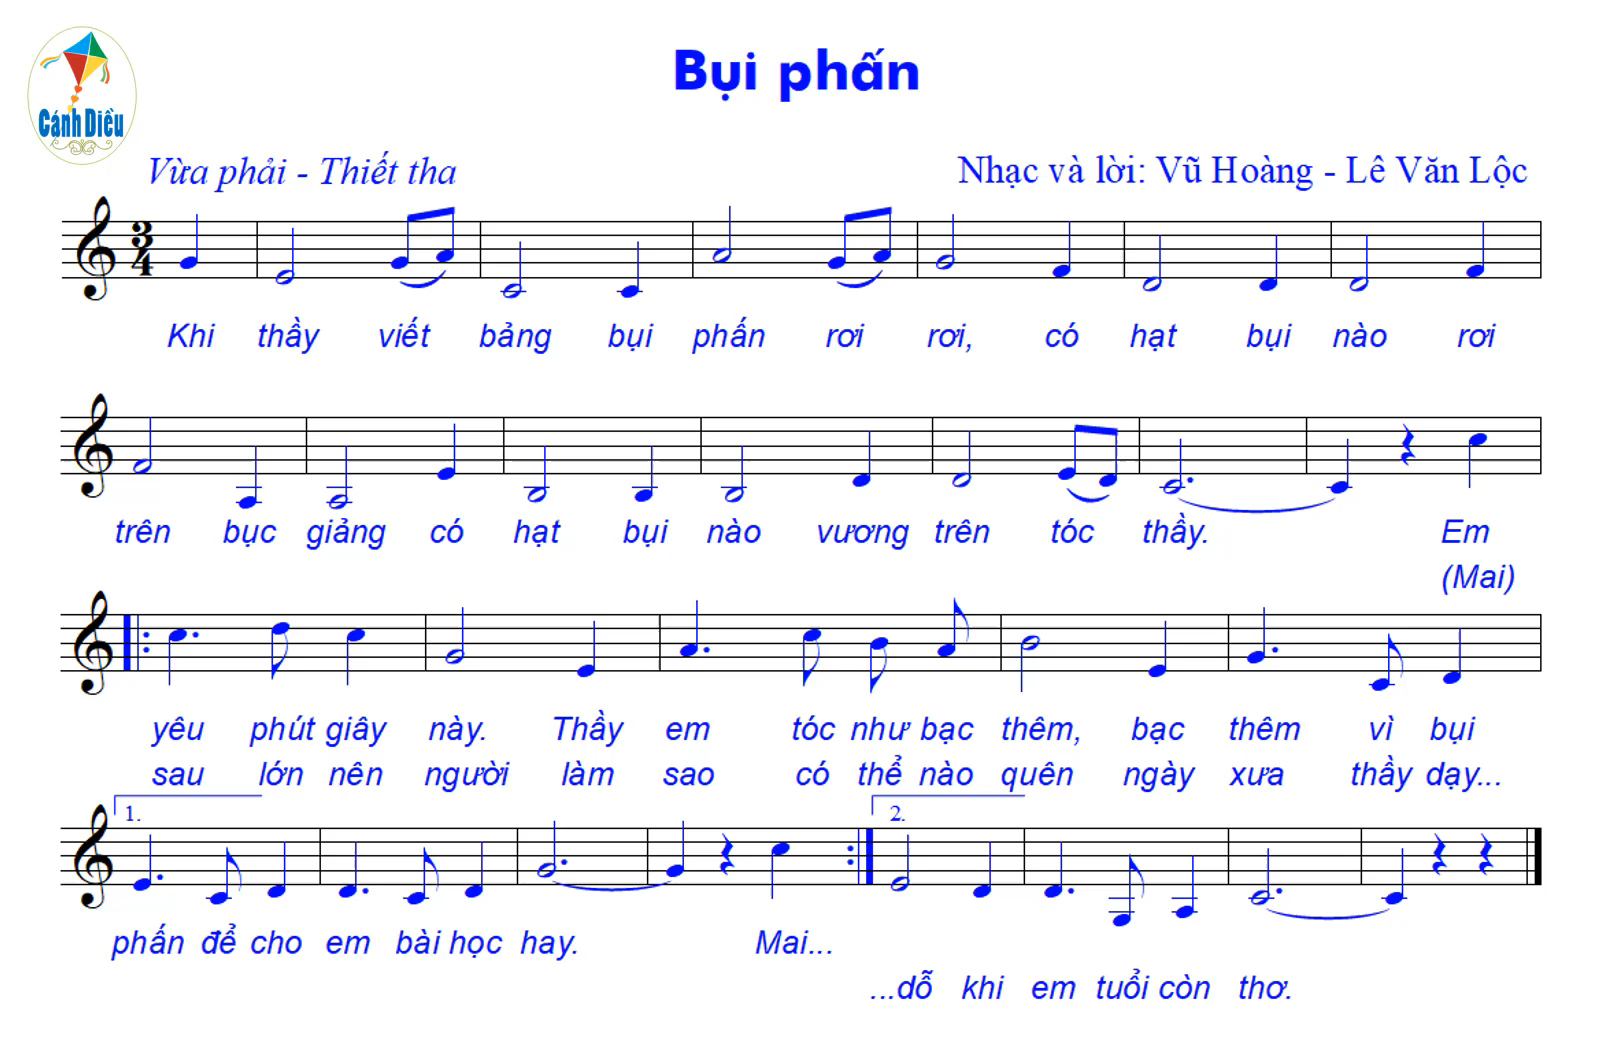 Cánh Diều
Bụi phấn
Vừa phải - Thiết tha
Nhạc và lời: Vũ Hoàng - Lê Văn Lộc
3
4
Khi thầy viết bảng bụi phấn rơi rơi, có hạt bụi nào rơi
trên bục giảng có hạt bụi nào vương trên tóc thầy. Em
(Mai)
yêu phút giây này. Thầy em tóc như bạc thêm, bạc thêm vì bụi
sau lớn nên người làm sao có thể nào quên ngày xưa thầy dạy...
1. 2.
phấn để cho em bài học hay. Mai...
...dỗ khi em tuổi còn thơ.